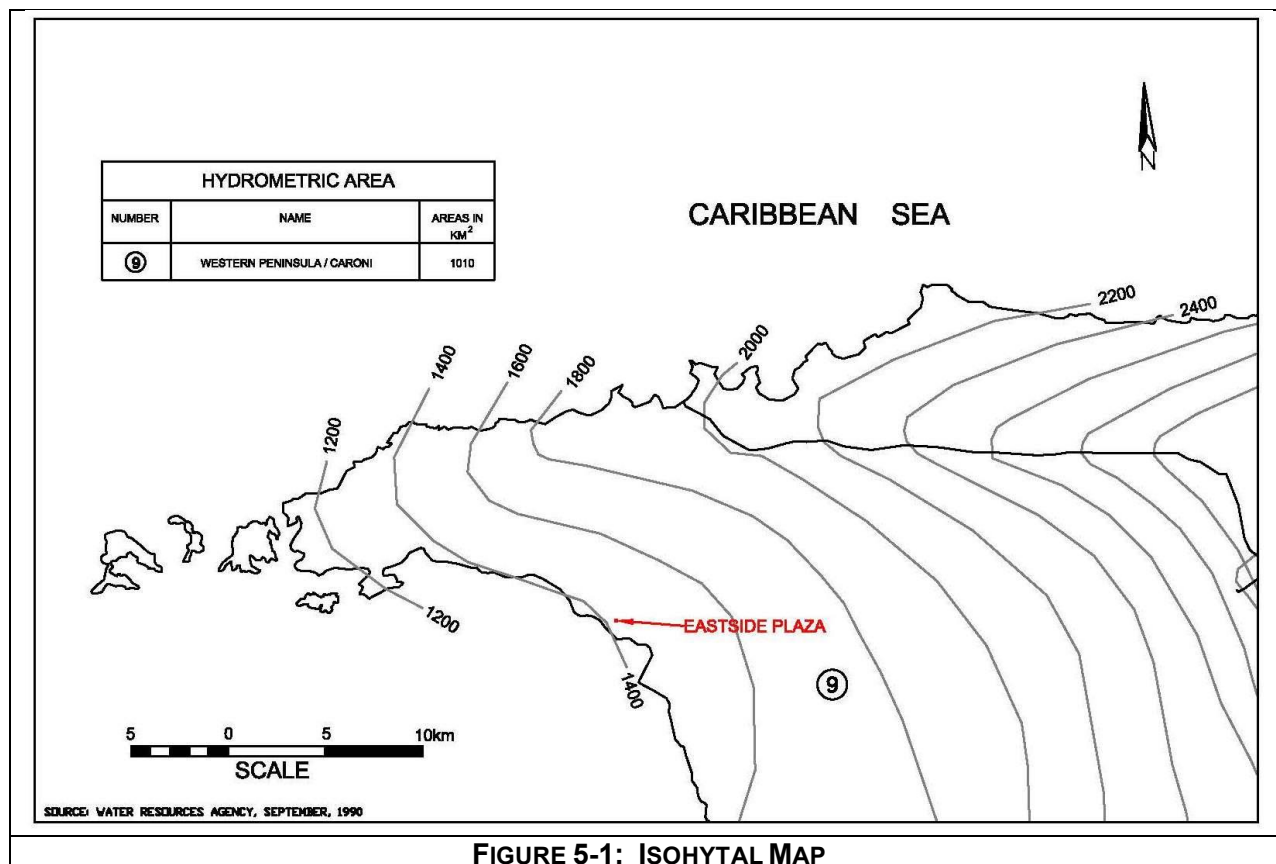 HYDROMETRIC AREA
NUMBER NAME AREAS IN KM²
9 WESTERN PENINSULA / CARONI 1010
N
CARIBBEAN SEA
2200
2400
2000
1800
1600
1400
1200
1200
EASTSIDE PLAZA
1400
9
5 0 5 10km
SCALE
SOURCE: WATER RESOURCES AGENCY, SEPTEMBER, 1990
FIGURE 5-1: ISOHYTAL MAP